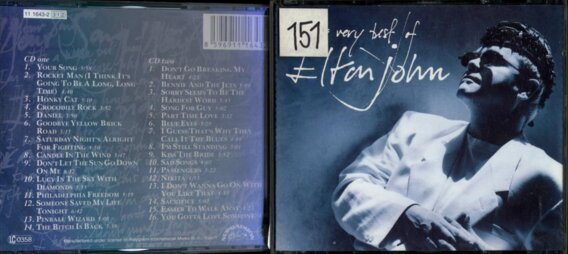 11 1643-2 3-2
CD one
1. YOUR SONG
2. ROCKET MAN (I THINK IT'S
GOING TO BE A LONG, LONG
TIME)
3. HONKY CAT
4. CROCODILE ROCK
5. DANIEL
6. GOODBYE YELLOW BRICK
ROAD
7. SATURDAY NIGHT'S ALRIGHT
FOR FIGHTING
8. CANDLE IN THE WIND
9. DON'T LET THE SUN GO DOWN
ON ME
10. LUCY IN THE SKY WITH
DIAMONDS
11. PHILADELPHIA FREEDOM
12. SOMEONE SAVED MY LIFE
TONIGHT
13. PINBALL WIZARD
14. THE BITCH IS BACK
CD two
1. DON'T GO BREAKING MY
HEART
2. BENNIE AND THE JETS
3. SORRY SEEMS TO BE THE
HARDEST WORD
4. SONG FOR GUY
5. PART TIME LOVE
6. BLUE EYES
7. I GUESS THAT'S WHY THEY
CALL IT THE BLUES
8. I'M STILL STANDING
9. KISS THE BRIDE
10. SAD SONGS
11. PASSENGERS
12. NIKITA
13. I DON'T WANNA GO ON WITH
YOU LIKE THAT
14. SACRIFICE
15. EASIER TO WALK AWAY
16. YOU GOTTA LOVE SOMEONE
LC 0358
151
very best of
Elton John